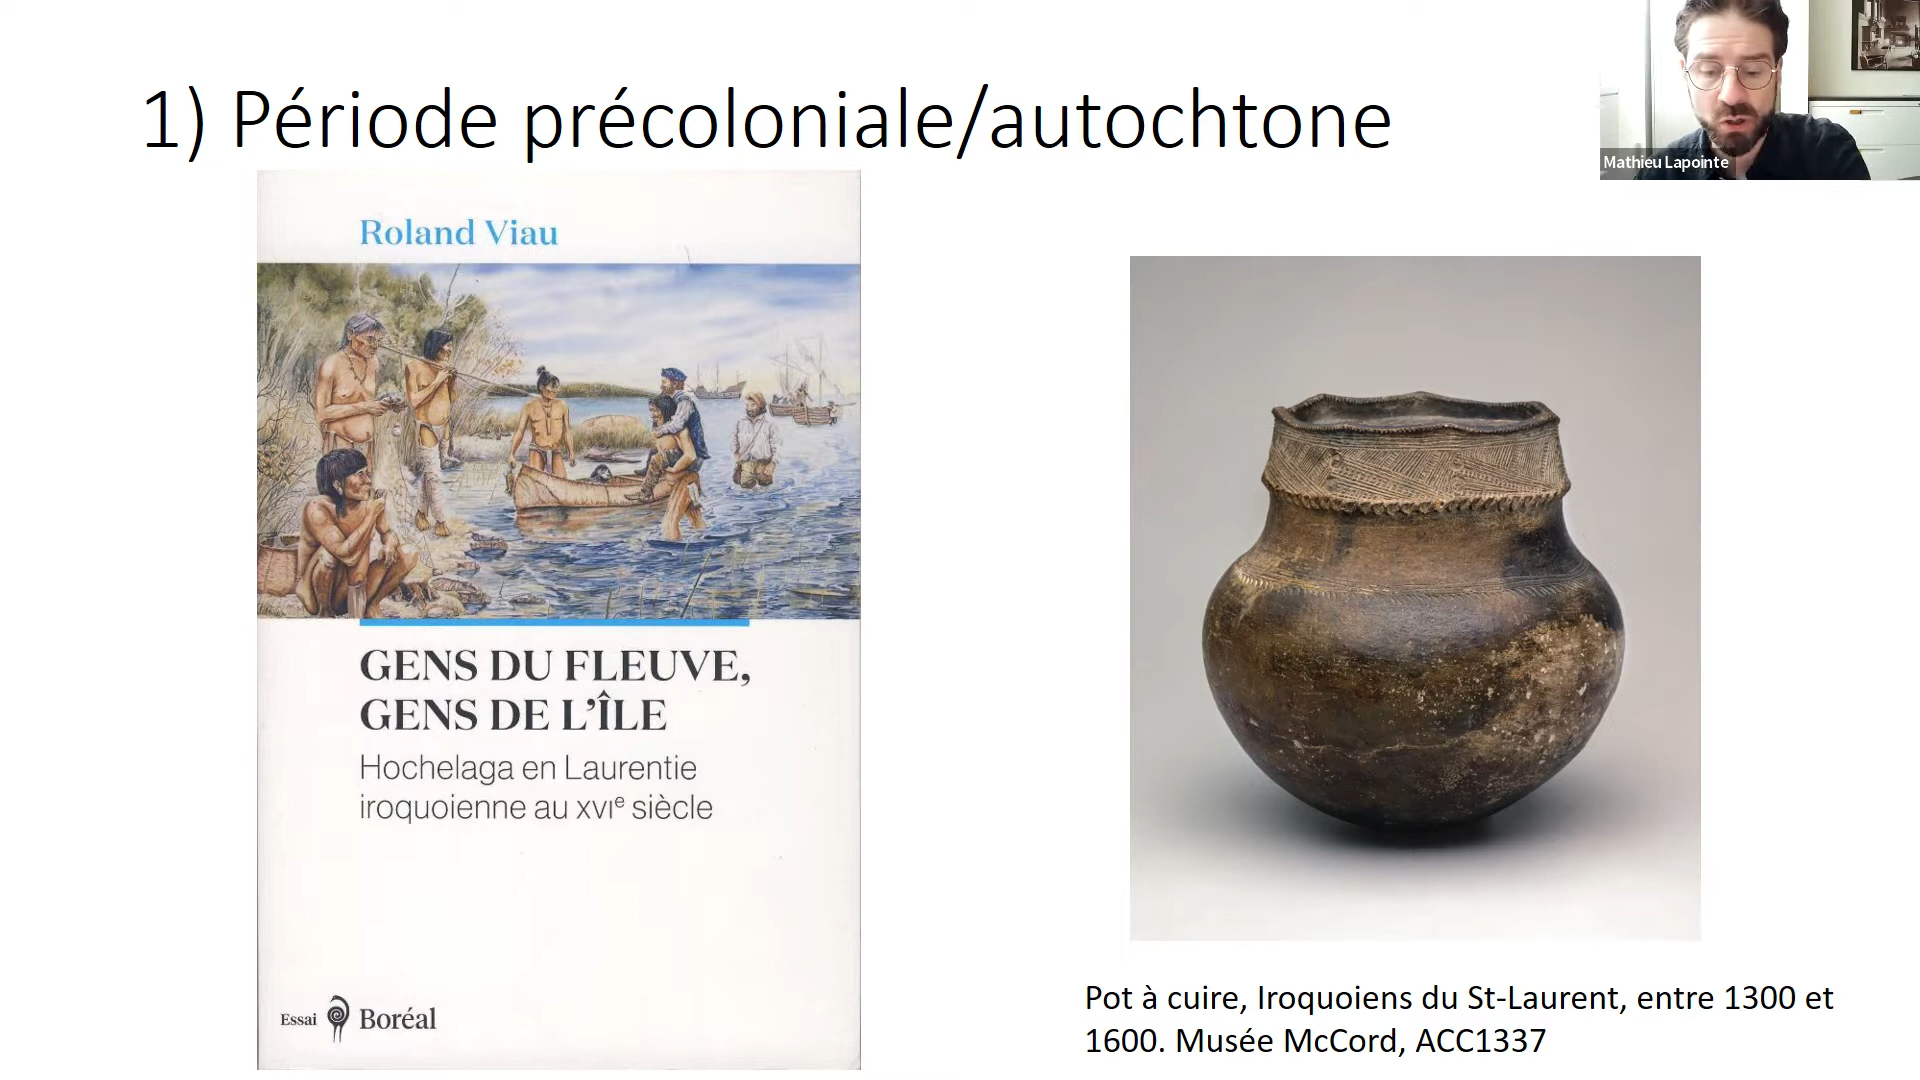 1) Période précoloniale/autochtone
Mathieu Lapointe
Roland Viau
GENS DU FLEUVE,
GENS DE L'ÎLE
Hochelaga en Laurentie
iroquoienne au XVIe siècle
Essai Boréal
Pot à cuire, Iroquoiens du St-Laurent, entre 1300 et
1600. Musée McCord, ACC1337